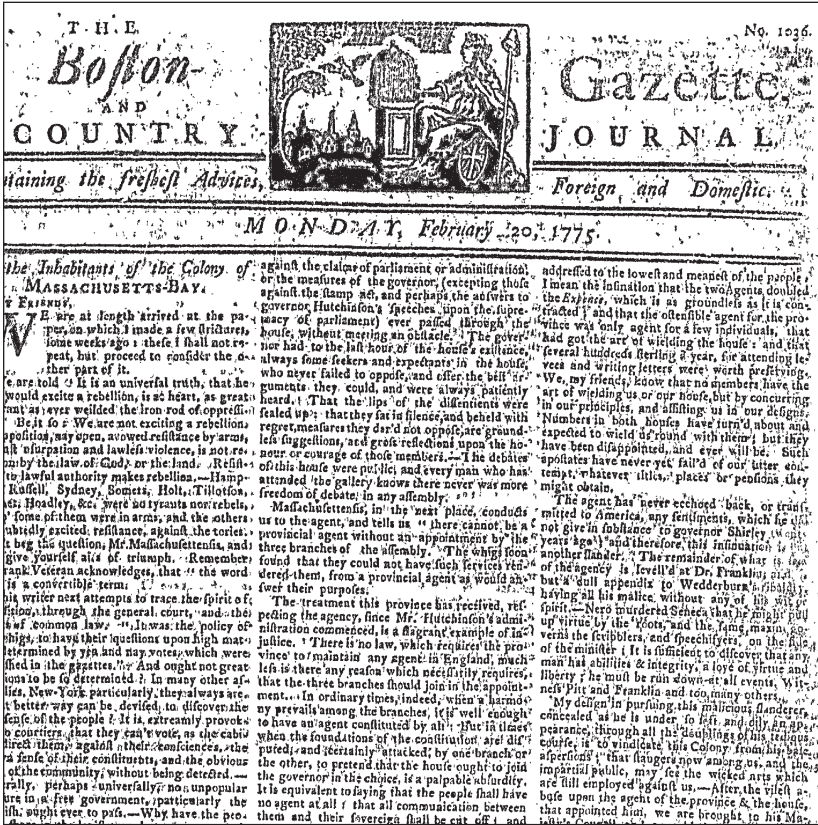 THE
Boston-
AND
COUNTRY
No. 1036.
Gazette,
JOURNAL
taining the freshest Advices,
Foreign and Domestic.
MONDAY, February 20, 1775.
the Inhabitants of the Colony of
MASSACHUSETTS-BAY.
FRIENDS,
WE are at length arrived at the pa-
per, on which I made a few strictures,
some weeks ago: these I shall not re-
peat, but proceed to consider the o-
ther part of it.
We are told "It is an universal truth, that he
would excite a rebellion, is at heart, as great
ant as ever weilded the iron rod of oppressi
Be it so: We are not exciting a rebellion.
pposition, nay open, avowed resistance by arms,
inst usurpation and lawless violence, is not re-
on by the law of God, or the land. Resist-
to lawful authority makes rebellion.—Hamp-
Russell, Sydney, Somers, Holt, Tillotson,
Hoadley, &c. were no tyrants nor rebels,
some of them were in arms, and the others
ubtedly excited resistance, against the tories.
beg the question, Mr. Massachusettensis, and
give yourself airs of triumph. Remember
Frank Veteran acknowledges, that "the word
is a convertible term."
his writer next attempts to trace the spirit of
sition, through the general court, and the
of common law. "It was the policy of
whigs, to have their questions upon high mat-
determined by yea and nay votes, which were
shed in the gazettes." And ought not great
ions to be so determined? In many other as-
lies, New-York particularly, they always are.
better way can be devised, to discover the
sense of the people? It is extreamly provok-
courtiers, that they can't vote, as the cabi-
direct them, against their consciences, the
sense of their constituents, and the obvious
of the community, without being detected.—
rally, perhaps universally, no unpopular
ure in a free government, particularly the
ish, ought ever to pass.—Why have the peo-
against the claims of parliament or administration,
or the measures of the governor, (excepting those
against the stamp act, and perhaps the answers to
governor Hutchinson's speeches upon the supre-
macy of parliament) ever passed through the
house, without meeting an obstacle. The gover-
nor had to the last hour of the house's existence,
always some seekers and expectants in the house,
who never failed to oppose, and offer the best ar-
guments they could, and were always patiently
heard. That the lips of the dissentients were
sealed up; that they sat in silence, and beheld with
regret, measures they dar'd not oppose, are ground-
less suggestions, and gross reflections upon the ho-
nour or courage of those members.—The debates
of this house were public, and every man who has
attended the gallery knows there never was more
freedom of debate, in any assembly.
Massachusettensis, in the next place, conducts
us to the agent, and tells us "there cannot be a
provincial agent without an appointment by the
three branches of the assembly. The whigs soon
found that they could not have such services ren-
dered them, from a provincial agent as would an-
swer their purposes.
The treatment this province has received, res-
pecting the agency, since Mr. Hutchinson's admi-
nistration commenced, is a flagrant example of in-
justice. There is no law, which requires the pro-
vince to maintain any agent in England, much
less is there any reason which necessarily requires,
that the three branches should join in the appoint-
ment. In ordinary times, indeed, when a harmo-
ny prevails among the branches, it is well enough
to have an agent constituted by all. But in times
when the foundations of the constitution are dis-
puted, and certainly attacked, by one branch or
the other, to pretend that the house ought to join
the governor in the choice, is a palpable absurdity.
It is equivalent to saying that the people shall have
no agent at all; that all communication between
them and their sovereign shall be cut off; and
addressed to the lowest and meanest of the people,
I mean the insination that the two Agents doubled
the Expence, which is as groundless as it is con-
tracted; and that the ostensible agent for the pro-
vince was only agent for a few individuals, that
had got the art of wielding the house: and that
several hundreds sterling a year, for attending le-
vees and writing letters were worth preserving.
We, my friends, know that no members have the
art of wielding us or our house, but by concurring
in our principles, and assisting us in our designs.
Numbers in both houses have turn'd about and
expected to wield us round with them; but they
have been disappointed, and ever will be. Such
apostates have never yet fail'd of our utter con-
tempt, whatever titles, places or pensions they
might obtain.
The agent has never ecchoed back, or trans-
mitted to America, any sentiments, which he did
not give in substance to governor Shirley
years ago; and therefore, this insinuation is
another slander. The remainder of what is
of the agency is levell'd at Dr. Franklin,
but a dull appendix to Wedderburn's ribaldry,
having all his malice without any of his wit or
spirit.—Nero murdered Seneca that he might pull
up virtue by the roots, and the same maxim go-
verns the scribblers, and speechifyers, on the side
of the minister. It is sufficient to discover that any
man has abilities & integrity, a love of virtue and
liberty; he must be run down at all events. Wit-
ness Pitt and Franklin and too many others.
My design in pursuing this malicious slanderer,
concealed as he is under so soft and oily an ap-
pearance, through all the doublings of his tedious
course, is to vindicate this Colony from his base
aspersions; that slaugers now among us, and the
impartial public, may see the wicked arts which
are still employed against us.—After the vilest a-
buse upon the agent of the province & the house,
that appointed him, we are brought to his Ma-